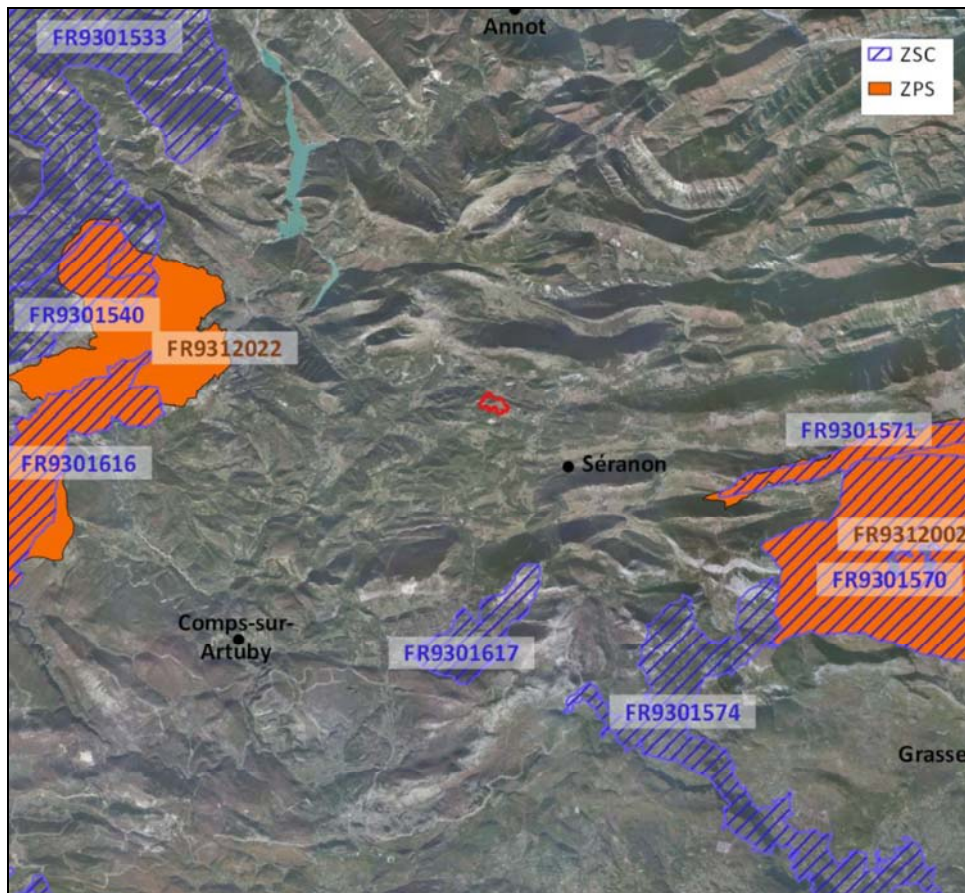 Annot
FR9301533
ZSC
ZPS
FR9301540
FR9312022
FR9301571
FR9301616
Séranon
FR9312002
FR9301570
Comps-sur-
Artuby
FR9301617
FR9301574
Grasse